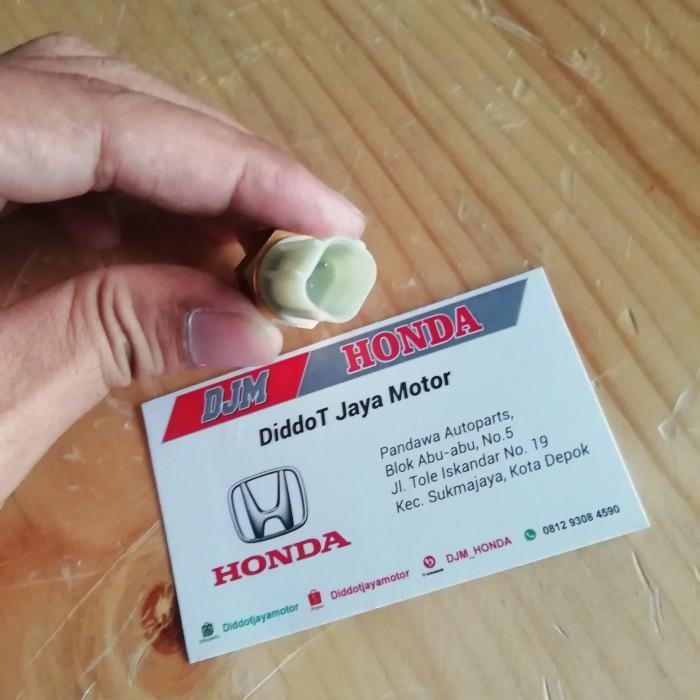 DJM HONDA
DiddoT Jaya Motor
Pandawa Autoparts,
Blok Abu-abu, No.5
Jl. Tole Iskandar No. 19
Kec. Sukmajaya, Kota Depok
HONDA
Diddotjayamotor
Diddotjayamotor
DJM_HONDA
0812 9308 4590